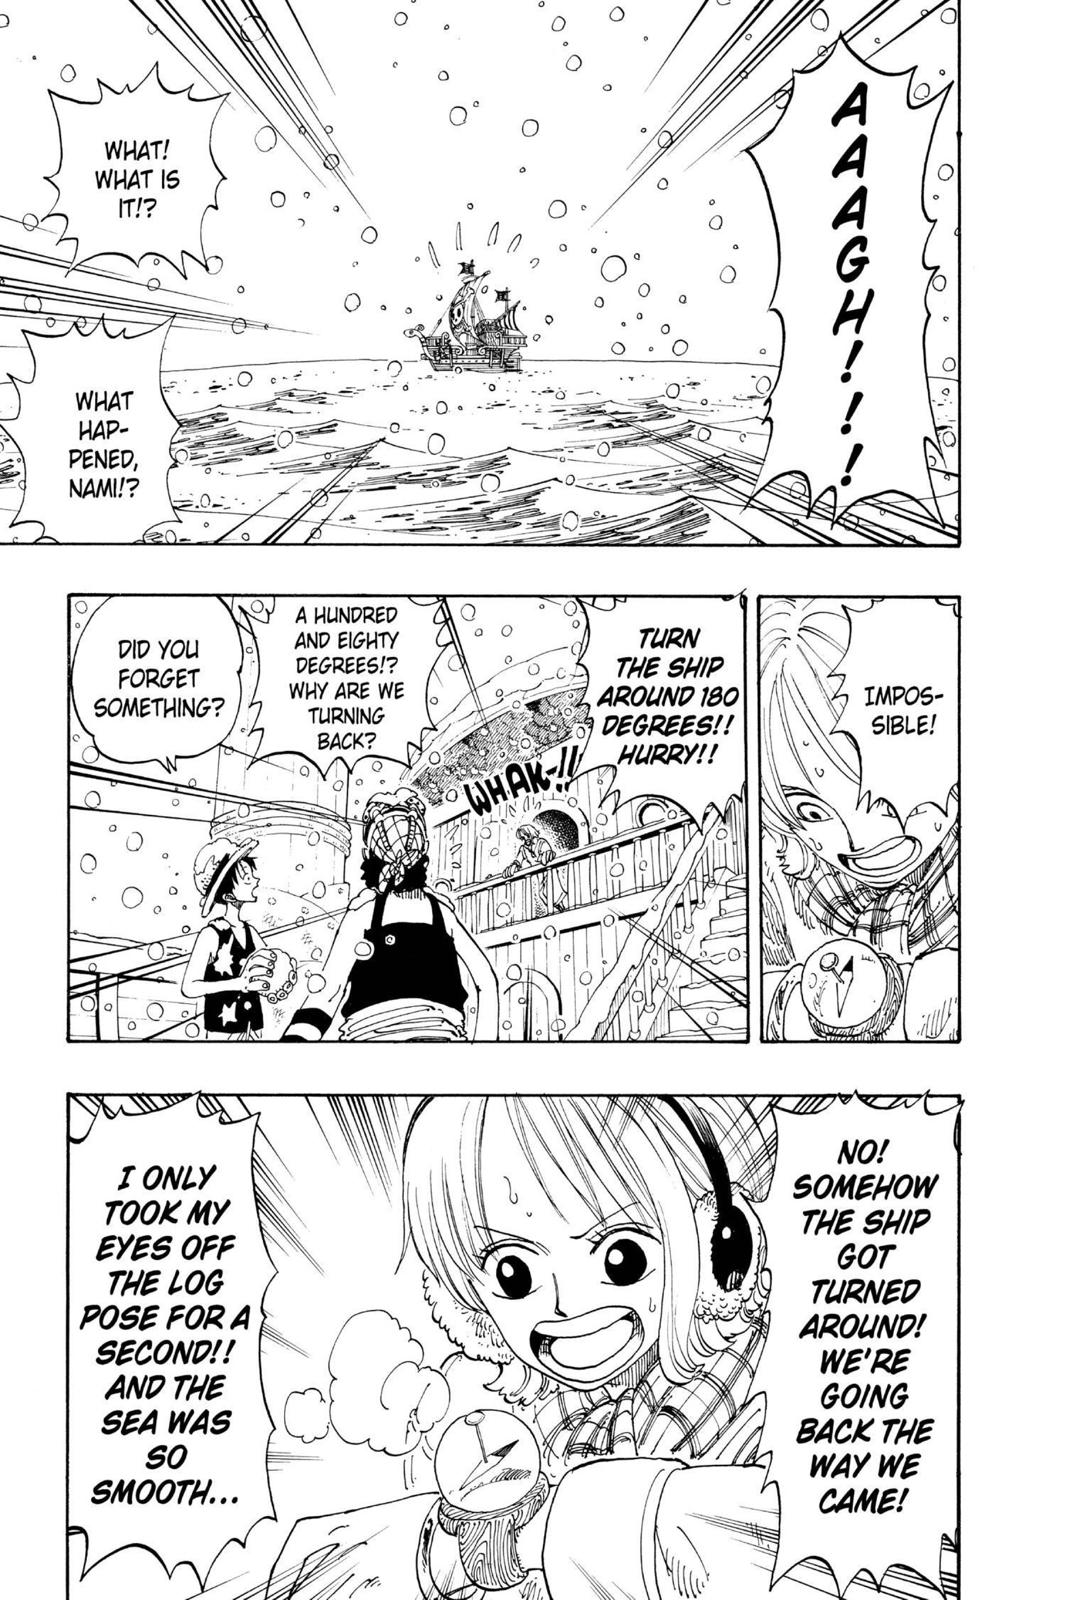 AAAGH!!!
WHAT!
WHAT IS
IT!?
WHAT
HAP-
PENED,
NAMI!?
IMPOS-
SIBLE!
TURN
THE SHIP
AROUND 180
DEGREES!!
HURRY!!
WHAK-!!
A HUNDRED
AND EIGHTY
DEGREES!?
WHY ARE WE
TURNING
BACK?
DID YOU
FORGET
SOMETHING?
NO!
SOMEHOW
THE SHIP
GOT
TURNED
AROUND!
WE'RE
GOING
BACK THE
WAY WE
CAME!
I ONLY
TOOK MY
EYES OFF
THE LOG
POSE FOR A
SECOND!!
AND THE
SEA WAS
SO
SMOOTH...